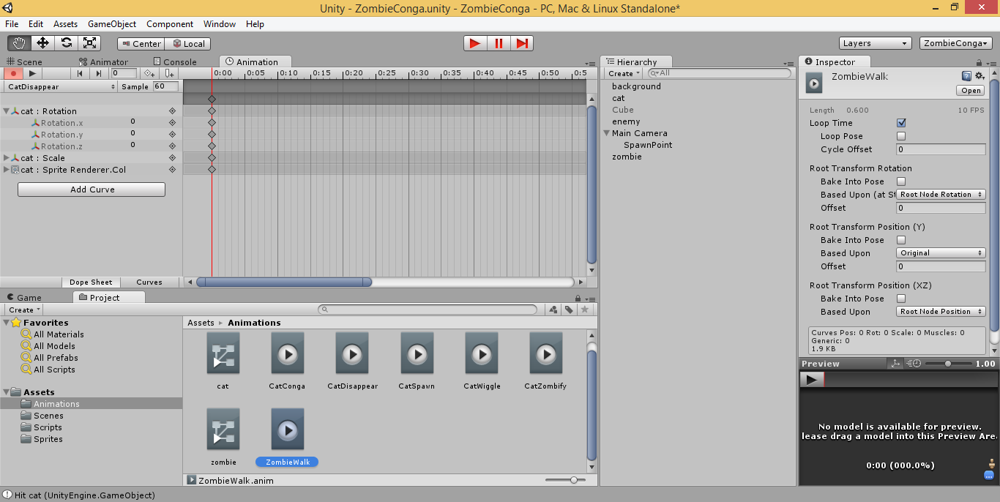 Unity - ZombieConga.unity - ZombieConga - PC, Mac & Linux Standalone*
File Edit Assets GameObject Component Window Help
Center Local
Layers ZombieConga
Scene Animator Console Animation
0
0:00 0:05 0:10 0:15 0:20 0:25 0:30 0:35 0:40 0:45 0:50 0:5
CatDisappear Sample 60
cat : Rotation
Rotation.x 0
Rotation.y 0
Rotation.z 0
cat : Scale
cat : Sprite Renderer.Col
Add Curve
Dope Sheet Curves
Game Project
Create
Favorites
All Materials
All Models
All Prefabs
All Scripts
Assets
Animations
Scenes
Scripts
Sprites
Assets Animations
cat CatConga CatDisappear CatSpawn CatWiggle CatZombify
zombie ZombieWalk
ZombieWalk.anim
Hierarchy
Create All
background
cat
Cube
enemy
Main Camera
SpawnPoint
zombie
Inspector
ZombieWalk
Open
Length 0.600 10 FPS
Loop Time
Loop Pose
Cycle Offset 0
Root Transform Rotation
Bake Into Pose
Based Upon (at St Root Node Rotation
Offset 0
Root Transform Position (Y)
Bake Into Pose
Based Upon Original
Offset 0
Root Transform Position (XZ)
Bake Into Pose
Based Upon Root Node Position
Curves Pos: 0 Rot: 0 Scale: 0 Muscles: 0
Generic: 0
1.9 KB
Preview 1.00
No model is available for preview.
lease drag a model into this Preview Area
0:00 (000.0%)
Hit cat (UnityEngine.GameObject)